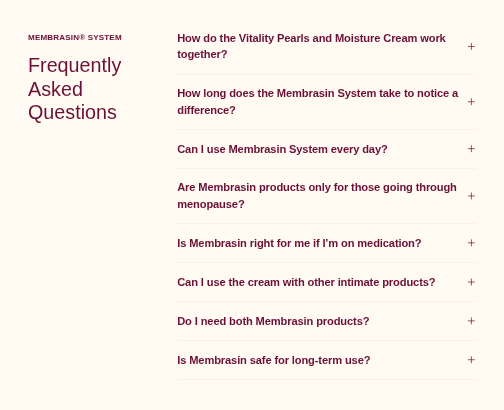 MEMBRASIN® SYSTEM
Frequently
Asked
Questions
How do the Vitality Pearls and Moisture Cream work
together?
How long does the Membrasin System take to notice a
difference?
Can I use Membrasin System every day?
Are Membrasin products only for those going through
menopause?
Is Membrasin right for me if I'm on medication?
Can I use the cream with other intimate products?
Do I need both Membrasin products?
Is Membrasin safe for long-term use?